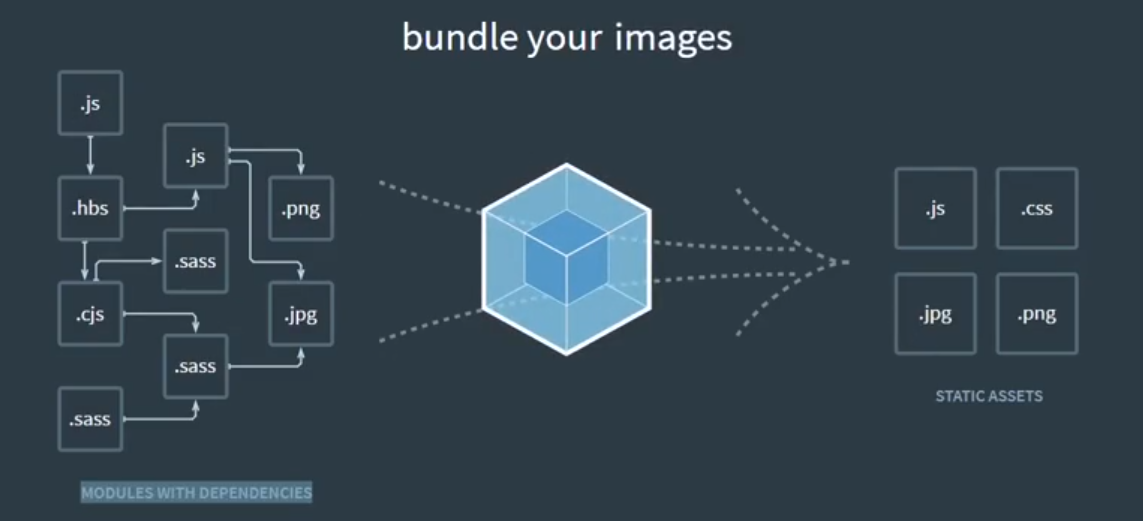 bundle your images
.js
.js
.hbs
.png
.sass
.cjs
.jpg
.sass
.sass
MODULES WITH DEPENDENCIES
.js
.css
.jpg
.png
STATIC ASSETS